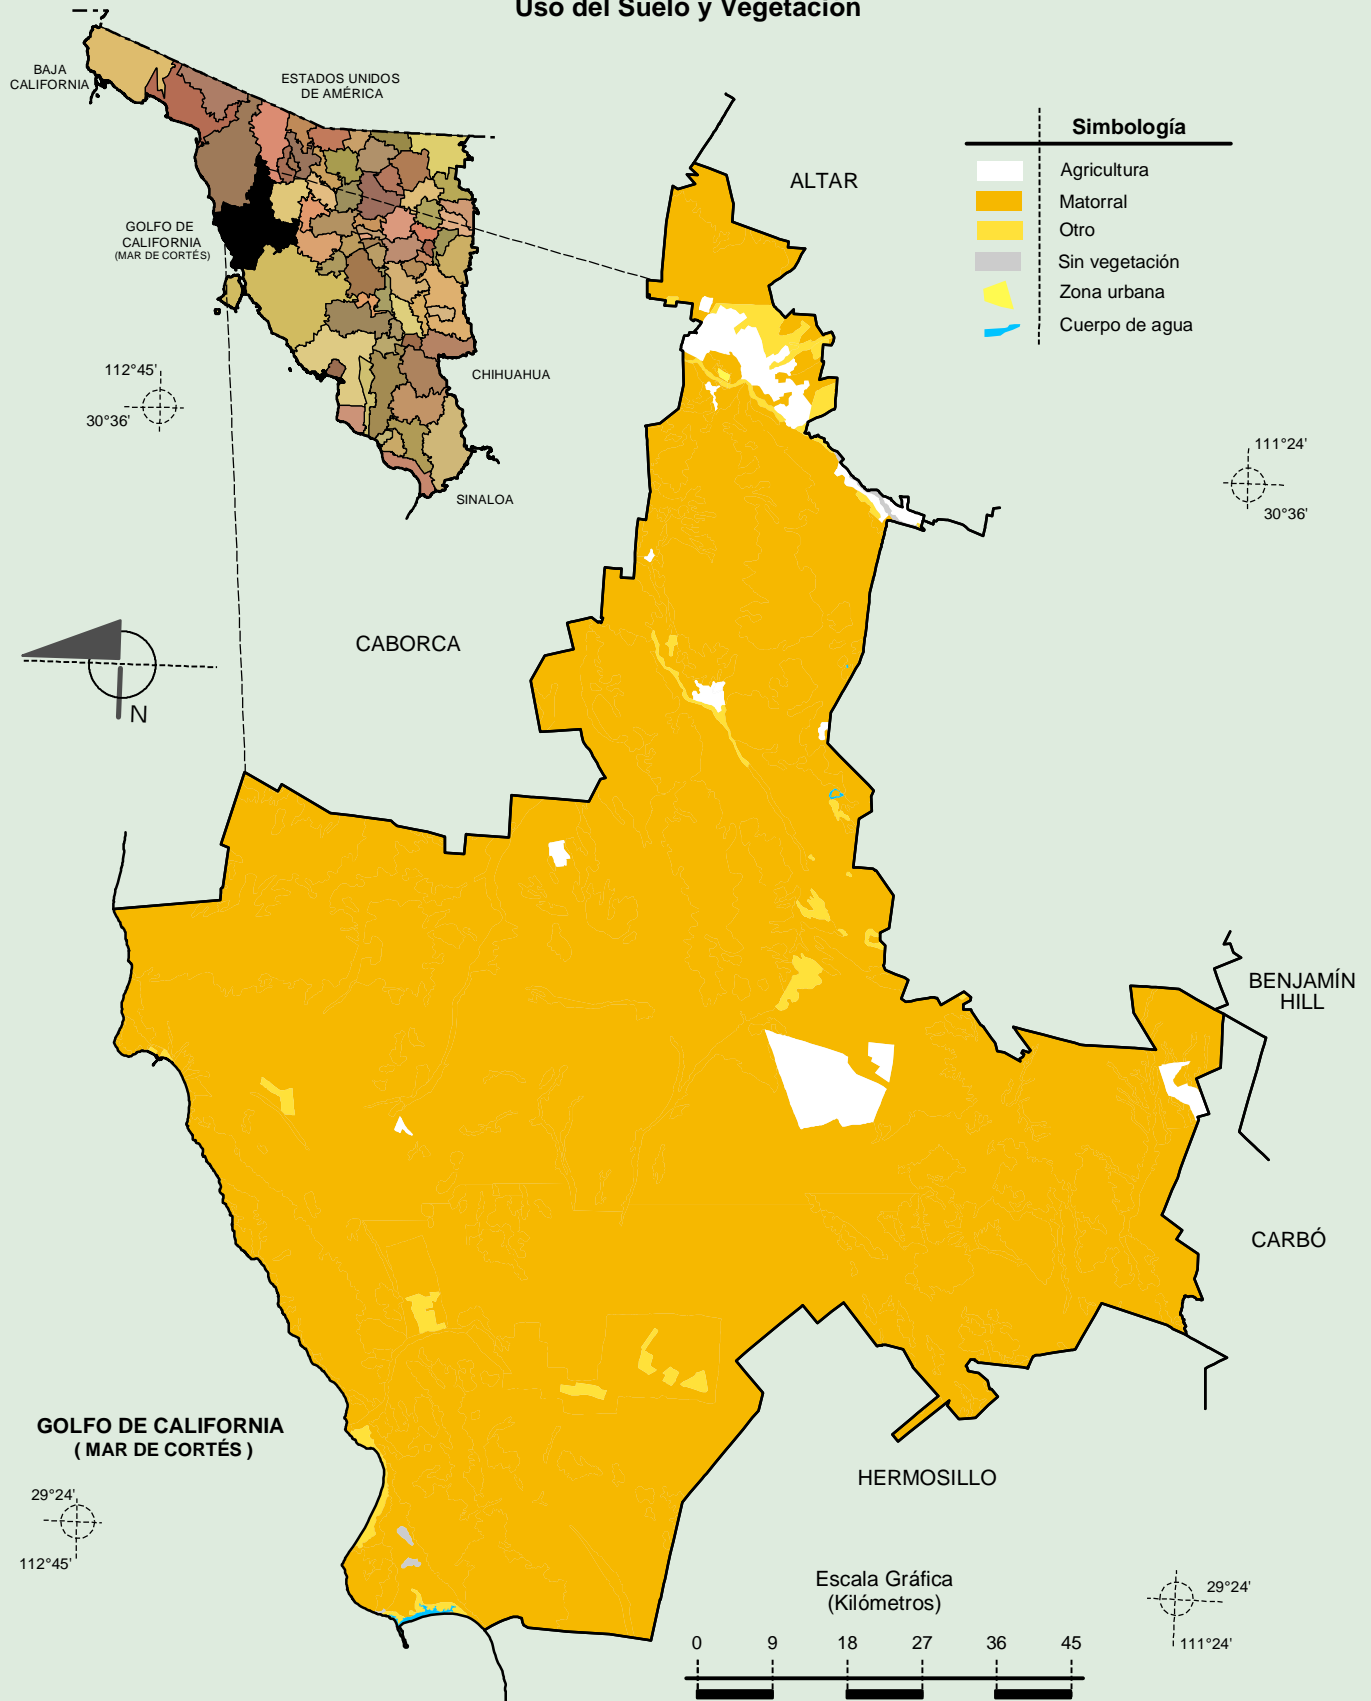 Uso del Suelo y Vegetación
BAJA
CALIFORNIA
ESTADOS UNIDOS
DE AMÉRICA
GOLFO DE
CALIFORNIA
(MAR DE CORTÉS)
CHIHUAHUA
SINALOA
112°45'
30°36'
ALTAR
Simbología
Agricultura
Matorral
Otro
Sin vegetación
Zona urbana
Cuerpo de agua
111°24'
30°36'
CABORCA
N
BENJAMÍN
HILL
CARBÓ
GOLFO DE CALIFORNIA
( MAR DE CORTÉS )
HERMOSILLO
29°24'
112°45'
Escala Gráfica
(Kilómetros)
0 9 18 27 36 45
29°24'
111°24'